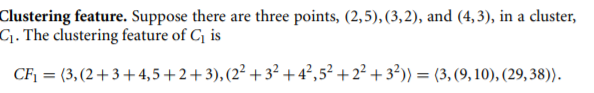 Clustering feature. Suppose there are three points, (2,5),(3,2), and (4,3), in a cluster,
C₁. The clustering feature of C₁ is
CF₁ = ⟨3,(2+3+4,5+2+3),(2²+3²+4²,5²+2²+3²)⟩ = ⟨3,(9,10),(29,38)⟩.